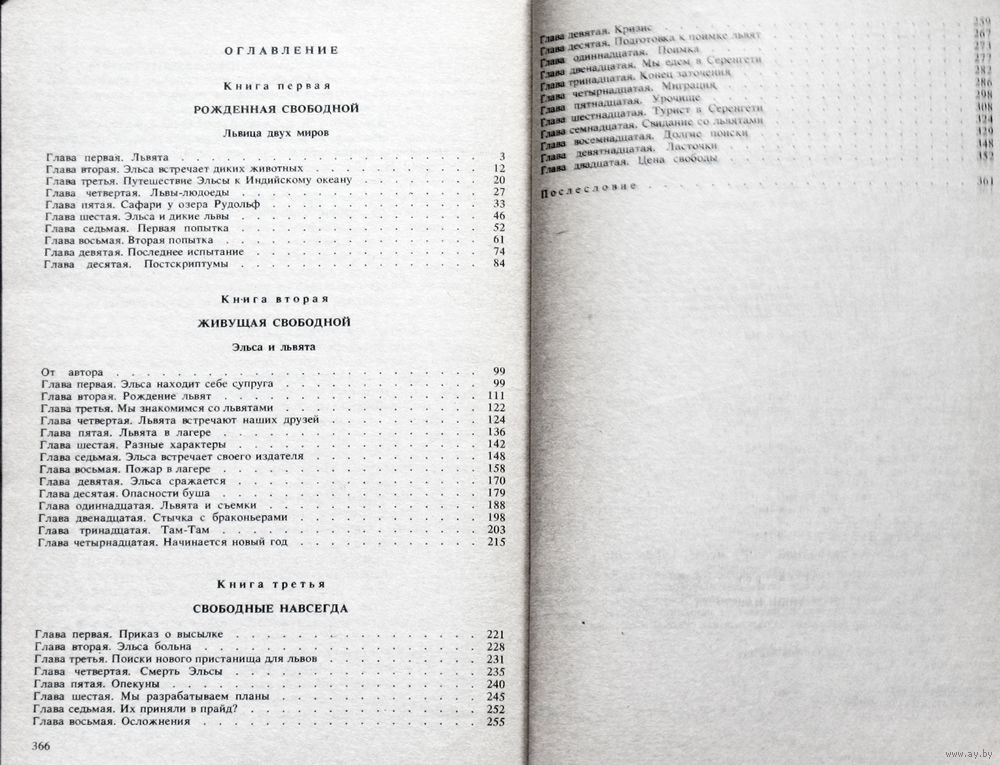 ОГЛАВЛЕНИЕ
Книга первая
РОЖДЕННАЯ СВОБОДНОЙ
Львица двух миров
Глава первая. Львята . . . 3
Глава вторая. Эльса встречает диких животных . . . 12
Глава третья. Путешествие Эльсы к Индийскому океану . . . 20
Глава четвертая. Львы-людоеды . . . 27
Глава пятая. Сафари у озера Рудольф . . . 33
Глава шестая. Эльса и дикие львы . . . 46
Глава седьмая. Первая попытка . . . 52
Глава восьмая. Вторая попытка . . . 61
Глава девятая. Последнее испытание . . . 74
Глава десятая. Постскриптумы . . . 84
Книга вторая
ЖИВУЩАЯ СВОБОДНОЙ
Эльса и львята
От автора . . . 99
Глава первая. Эльса находит себе супруга . . . 99
Глава вторая. Рождение львят . . . 111
Глава третья. Мы знакомимся со львятами . . . 122
Глава четвертая. Львята встречают наших друзей . . . 124
Глава пятая. Львята в лагере . . . 136
Глава шестая. Разные характеры . . . 142
Глава седьмая. Эльса встречает своего издателя . . . 148
Глава восьмая. Пожар в лагере . . . 158
Глава девятая. Эльса сражается . . . 170
Глава десятая. Опасности буша . . . 179
Глава одиннадцатая. Львята и съемки . . . 188
Глава двенадцатая. Стычка с браконьерами . . . 198
Глава тринадцатая. Там-Там . . . 203
Глава четырнадцатая. Начинается новый год . . . 215
Книга третья
СВОБОДНЫЕ НАВСЕГДА
Глава первая. Приказ о высылке . . . 221
Глава вторая. Эльса больна . . . 228
Глава третья. Поиски нового пристанища для львов . . . 231
Глава четвертая. Смерть Эльсы . . . 235
Глава пятая. Опекуны . . . 240
Глава шестая. Мы разрабатываем планы . . . 245
Глава седьмая. Их приняли в прайд? . . . 252
Глава восьмая. Осложнения . . . 255
366
Глава девятая. Кризис . . . 259
Глава десятая. Подготовка к поимке львят . . . 267
Глава одиннадцатая. Поимка . . . 273
Глава двенадцатая. Мы едем в Серенгети . . . 277
Глава тринадцатая. Конец заточения . . . 282
Глава четырнадцатая. Миграция . . . 286
Глава пятнадцатая. Урочище . . . 298
Глава шестнадцатая. Турист в Серенгети . . . 308
Глава семнадцатая. Свидание со львятами . . . 324
Глава восемнадцатая. Долгие поиски . . . 329
Глава девятнадцатая. Ласточки . . . 348
Глава двадцатая. Цена свободы . . . 352
Послесловие . . . 361
www.ay.by